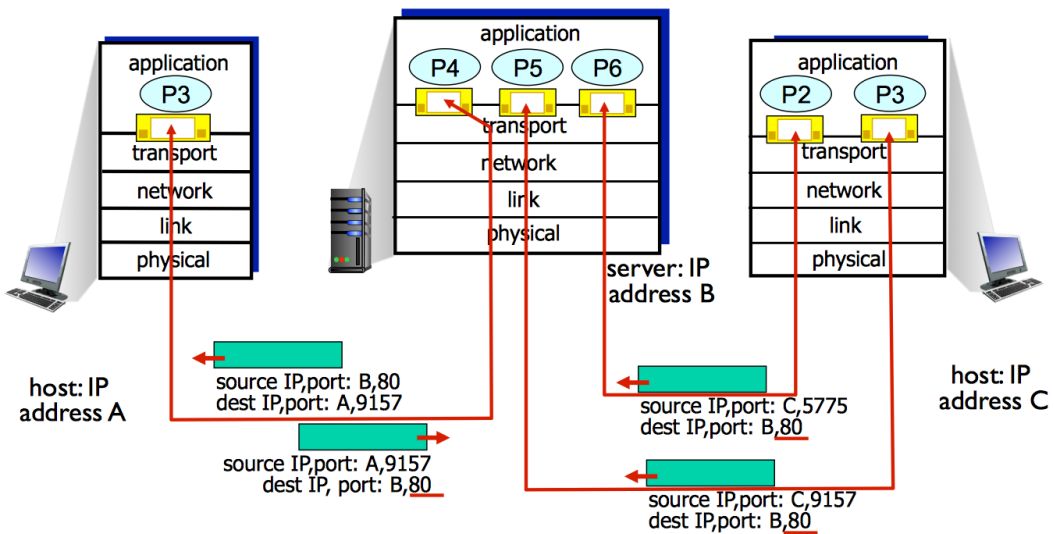 application
P3
transport
network
link
physical
host: IP
address A
application
P4 P5 P6
transport
network
link
physical
server: IP
address B
application
P2 P3
transport
network
link
physical
host: IP
address C
source IP,port: B,80
dest IP,port: A,9157
source IP,port: A,9157
dest IP, port: B,80
source IP,port: C,5775
dest IP,port: B,80
source IP,port: C,9157
dest IP,port: B,80